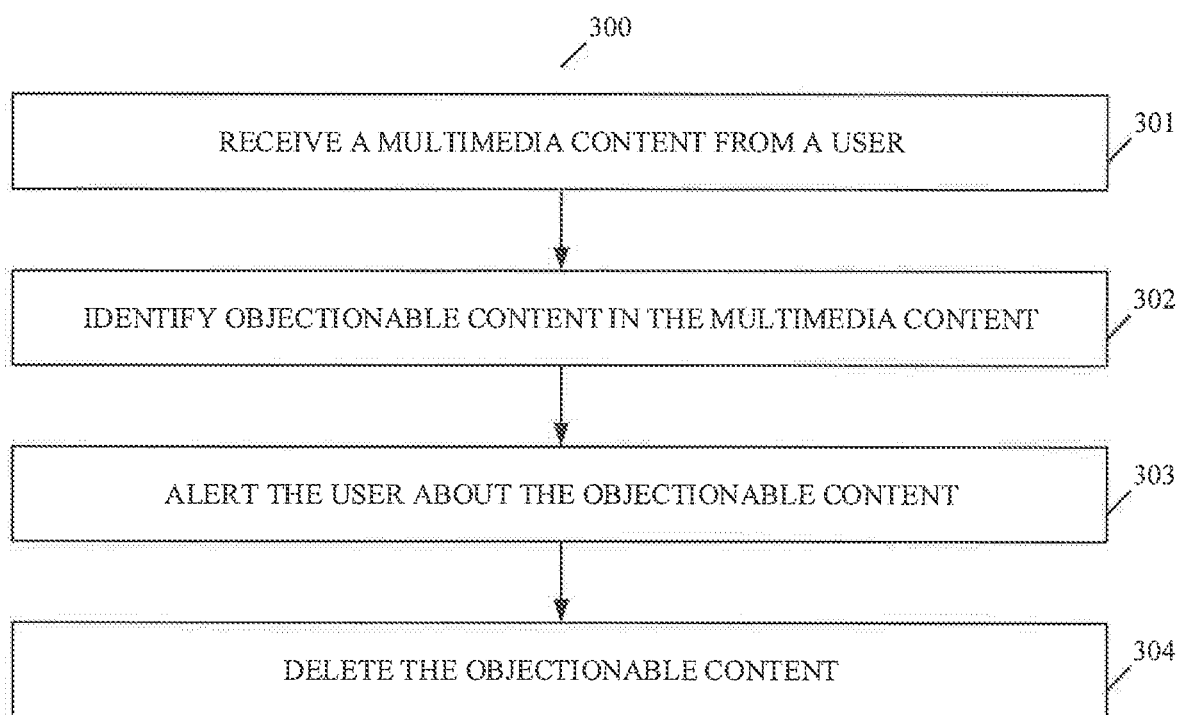 300
RECEIVE A MULTIMEDIA CONTENT FROM A USER
301
IDENTIFY OBJECTIONABLE CONTENT IN THE MULTIMEDIA CONTENT
302
ALERT THE USER ABOUT THE OBJECTIONABLE CONTENT
303
DELETE THE OBJECTIONABLE CONTENT
304